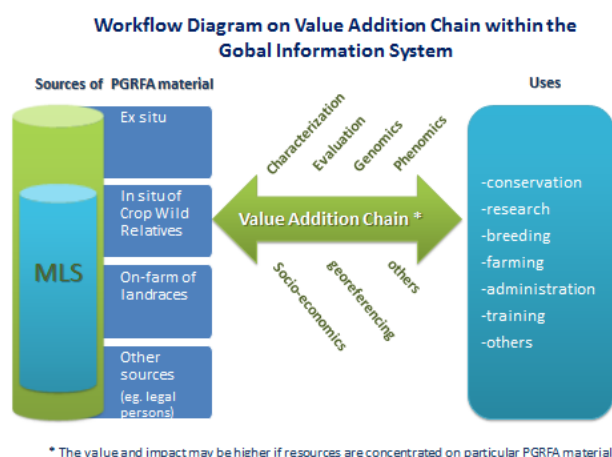 Workflow Diagram on Value Addition Chain within the
Gobal Information System
Sources of PGRFA material
Uses
MLS
Ex situ
In situ of
Crop Wild
Relatives
On-farm of
landraces
Other
sources
(eg. legal
persons)
Characterization
Evaluation
Genomics
Phenomics
Value Addition Chain *
Socio-economics
georeferencing
others
-conservation
-research
-breeding
-farming
-administration
-training
-others
* The value and impact may be higher if resources are concentrated on particular PGRFA material